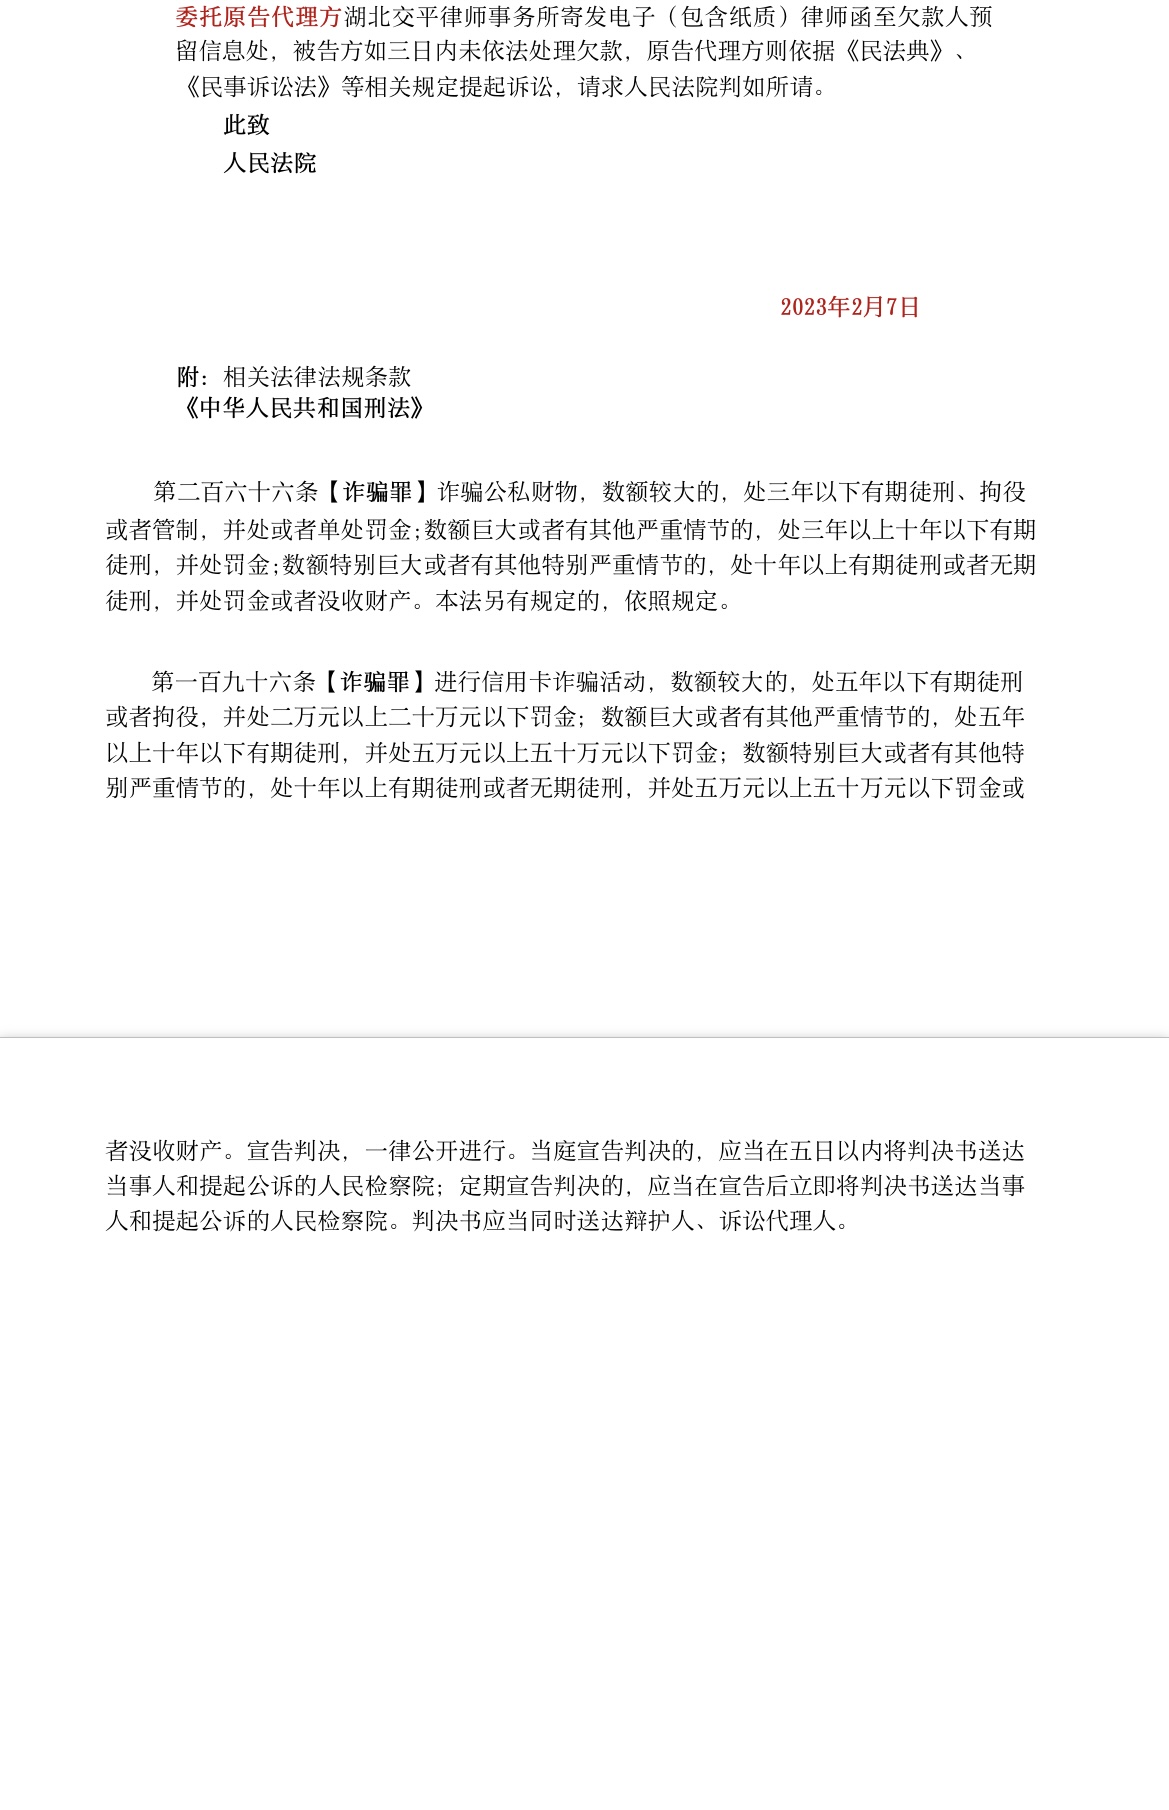 委托原告代理方湖北交平律师事务所寄发电子（包含纸质）律师函至欠款人预
留信息处，被告方如三日内未依法处理欠款，原告代理方则依据《民法典》、
《民事诉讼法》等相关规定提起诉讼，请求人民法院判如所请。
此致
人民法院
2023年2月7日
附：相关法律法规条款
《中华人民共和国刑法》
第二百六十六条【诈骗罪】诈骗公私财物，数额较大的，处三年以下有期徒刑、拘役
或者管制，并处或者单处罚金;数额巨大或者有其他严重情节的，处三年以上十年以下有期
徒刑，并处罚金;数额特别巨大或者有其他特别严重情节的，处十年以上有期徒刑或者无期
徒刑，并处罚金或者没收财产。本法另有规定的，依照规定。
第一百九十六条【诈骗罪】进行信用卡诈骗活动，数额较大的，处五年以下有期徒刑
或者拘役，并处二万元以上二十万元以下罚金；数额巨大或者有其他严重情节的，处五年
以上十年以下有期徒刑，并处五万元以上五十万元以下罚金；数额特别巨大或者有其他特
别严重情节的，处十年以上有期徒刑或者无期徒刑，并处五万元以上五十万元以下罚金或
者没收财产。宣告判决，一律公开进行。当庭宣告判决的，应当在五日以内将判决书送达
当事人和提起公诉的人民检察院；定期宣告判决的，应当在宣告后立即将判决书送达当事
人和提起公诉的人民检察院。判决书应当同时送达辩护人、诉讼代理人。